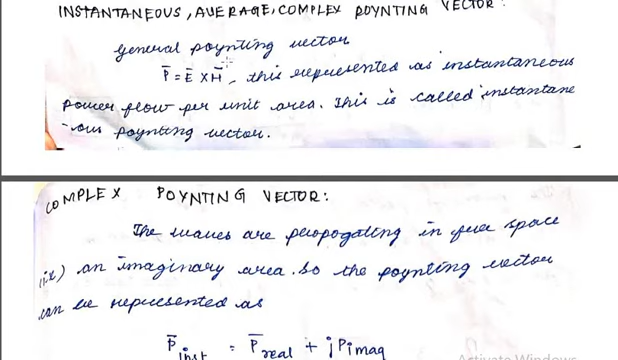 INSTANTANEOUS, AVERAGE, COMPLEX POYNTING VECTOR:
general poynting vector
P̄ = Ē X H̄, this represented as instantaneous
power flow per unit area. This is called instantane
-ous poynting vector.
COMPLEX POYNTING VECTOR:
The waves are propogating in free space
(i.e) an imaginary area. So the poynting vector
can be represented as
P̄inst = P̄real + jPimag
Activate Windows